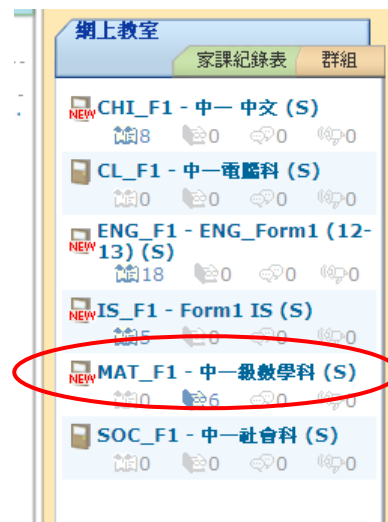 網上教室
家課紀錄表 群組
NEW CHI_F1 - 中一 中文 (S)
8 0 0 0
CL_F1 - 中一電腦科 (S)
0 0 0 0
NEW ENG_F1 - ENG_Form1 (12-
13) (S)
18 0 0 0
NEW IS_F1 - Form1 IS (S)
5 0 0 0
NEW MAT_F1 - 中一級數學科 (S)
0 6 0 0
SOC_F1 - 中一社會科 (S)
0 0 0 0